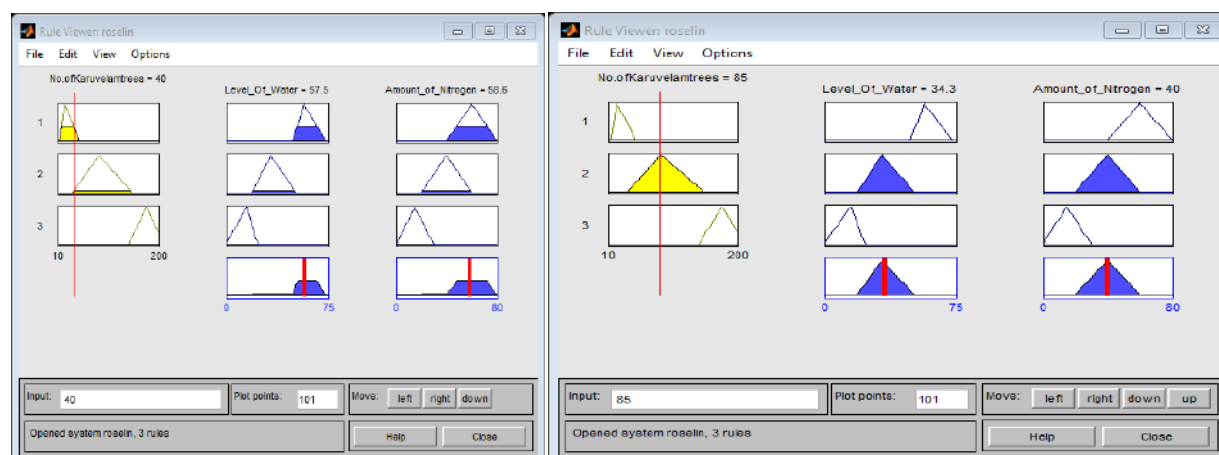 Rule Viewer: roselin
File Edit View Options
No.ofKaruvelamtrees = 40
Level_Of_Water = 57.5
Amount_of_Nitrogen = 58.6
1
2
3
10 200
0 75
0 80
Input: 40
Plot points: 101
Move: left right down
Opened system roselin, 3 rules
Help Close
Rule Viewer: roselin
File Edit View Options
No.ofKaruvelamtrees = 85
Level_Of_Water = 34.3
Amount_of_Nitrogen = 40
1
2
3
10 200
0 75
0 80
Input: 85
Plot points: 101
Move: left right down up
Opened system roselin, 3 rules
Help Close